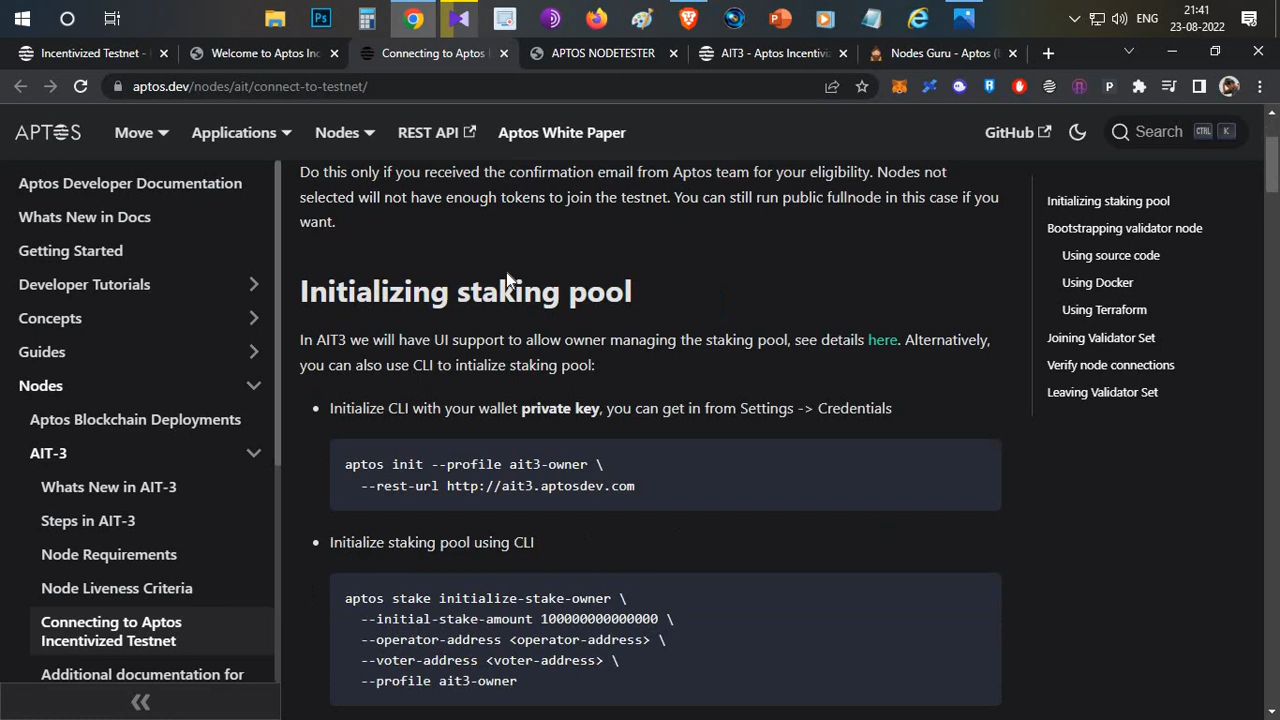 21:41
ENG
23-08-2022
Incentivized Testnet -
Welcome to Aptos Inc
Connecting to Aptos
APTOS NODETESTER
AIT3 - Aptos Incentiviz
Nodes Guru - Aptos (
aptos.dev/nodes/ait/connect-to-testnet/
APTOS
Move
Applications
Nodes
REST API
Aptos White Paper
GitHub
Search
CTRL
K
Aptos Developer Documentation
Whats New in Docs
Getting Started
Developer Tutorials
Concepts
Guides
Nodes
Aptos Blockchain Deployments
AIT-3
Whats New in AIT-3
Steps in AIT-3
Node Requirements
Node Liveness Criteria
Connecting to Aptos
Incentivized Testnet
Additional documentation for
Do this only if you received the confirmation email from Aptos team for your eligibility. Nodes not
selected will not have enough tokens to join the testnet. You can still run public fullnode in this case if you
want.
Initializing staking pool
In AIT3 we will have UI support to allow owner managing the staking pool, see details here. Alternatively,
you can also use CLI to intialize staking pool:
• Initialize CLI with your wallet private key, you can get in from Settings -> Credentials
aptos init --profile ait3-owner \
--rest-url http://ait3.aptosdev.com
• Initialize staking pool using CLI
aptos stake initialize-stake-owner \
--initial-stake-amount 100000000000000 \
--operator-address <operator-address> \
--voter-address <voter-address> \
--profile ait3-owner
Initializing staking pool
Bootstrapping validator node
Using source code
Using Docker
Using Terraform
Joining Validator Set
Verify node connections
Leaving Validator Set